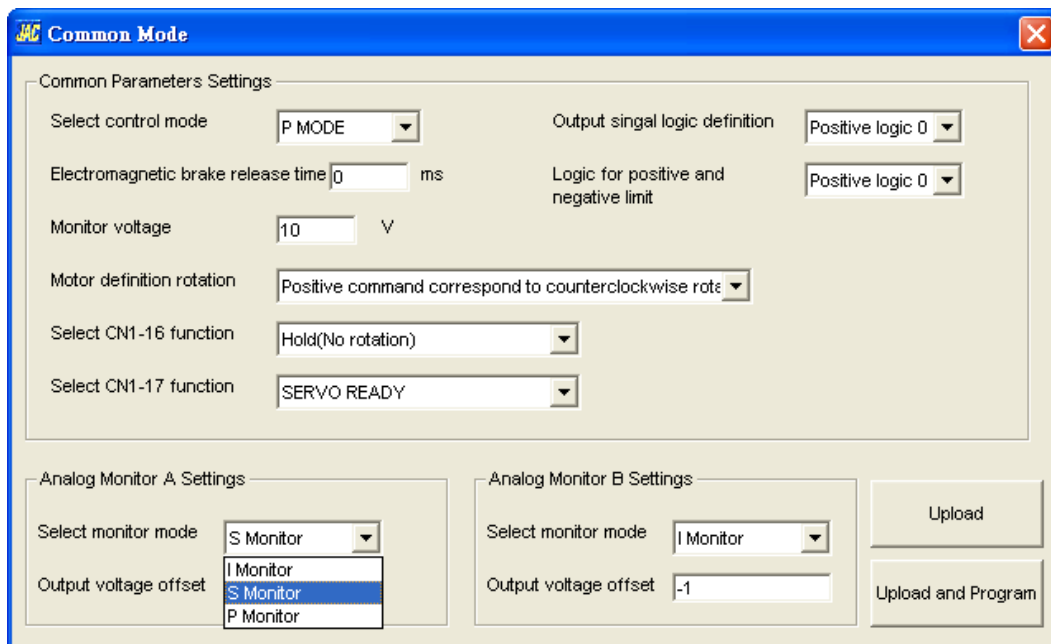 JAC Common Mode
Common Parameters Settings
Select control mode
P MODE
Output singal logic definition
Positive logic 0
Electromagnetic brake release time
0
ms
Logic for positive and
negative limit
Positive logic 0
Monitor voltage
10
V
Motor definition rotation
Positive command correspond to counterclockwise rota
Select CN1-16 function
Hold(No rotation)
Select CN1-17 function
SERVO READY
Analog Monitor A Settings
Select monitor mode
S Monitor
I Monitor
S Monitor
P Monitor
Output voltage offset
Analog Monitor B Settings
Select monitor mode
I Monitor
Output voltage offset
-1
Upload
Upload and Program